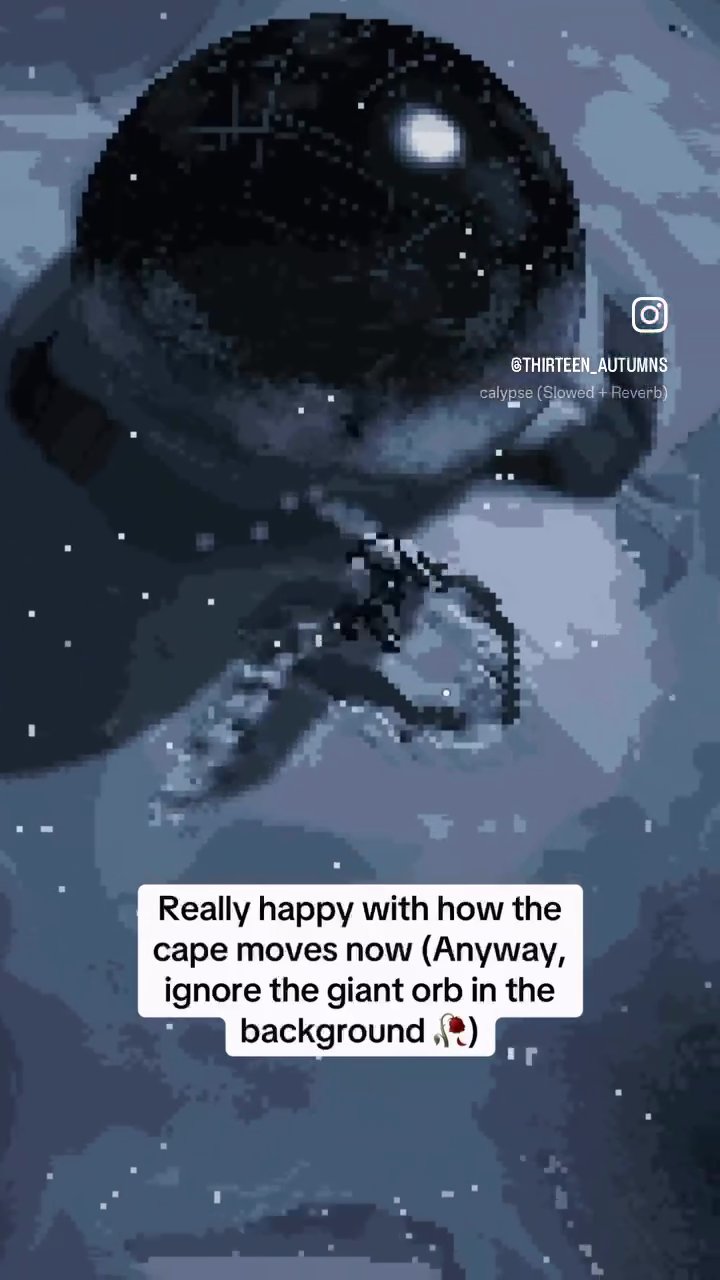 @THIRTEEN_AUTUMNS
calypse (Slowed + Reverb)
Really happy with how the
cape moves now (Anyway,
ignore the giant orb in the
background 🥀)